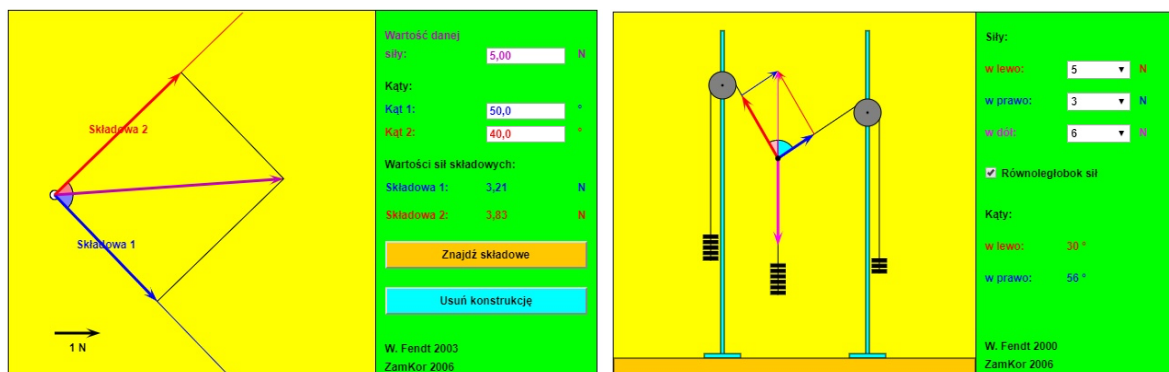 Składowa 2
Składowa 1
1 N
Wartość danej
siły: 5,00 N
Kąty:
Kąt 1: 50,0 °
Kąt 2: 40,0 °
Wartości sił składowych:
Składowa 1: 3,21 N
Składowa 2: 3,83 N
Znajdź składowe
Usuń konstrukcję
W. Fendt 2003
ZamKor 2006
Siły:
w lewo: 5 N
w prawo: 3 N
w dół: 6 N
Równoległobok sił
Kąty:
w lewo: 30 °
w prawo: 56 °
W. Fendt 2000
ZamKor 2006